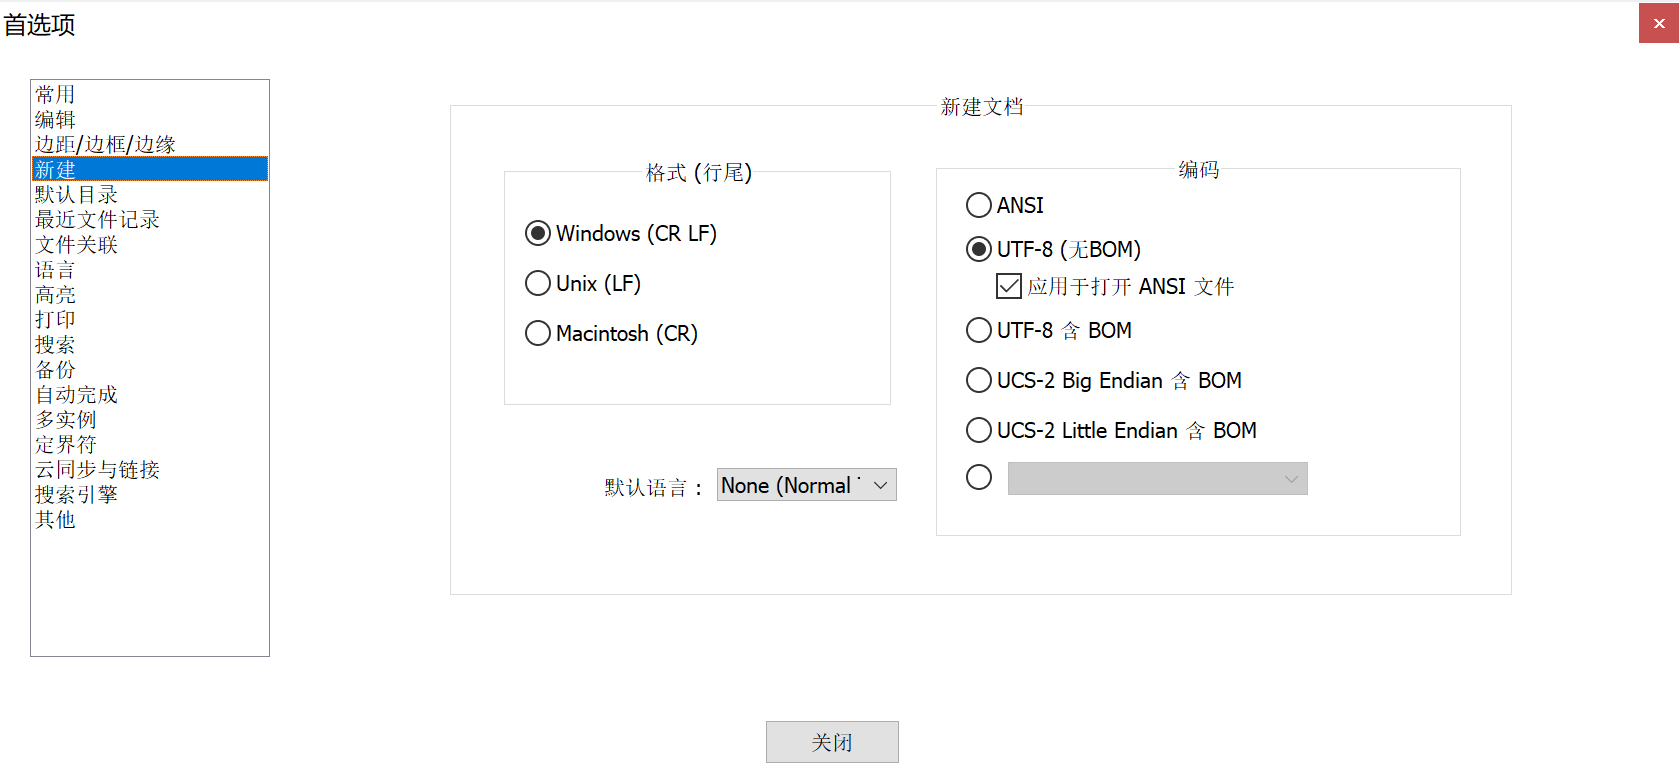 首选项
常用
编辑
边距/边框/边缘
新建
默认目录
最近文件记录
文件关联
语言
高亮
打印
搜索
备份
自动完成
多实例
定界符
云同步与链接
搜索引擎
其他
新建文档
格式 (行尾)
Windows (CR LF)
Unix (LF)
Macintosh (CR)
默认语言：
None (Normal
编码
ANSI
UTF-8 (无BOM)
应用于打开 ANSI 文件
UTF-8 含 BOM
UCS-2 Big Endian 含 BOM
UCS-2 Little Endian 含 BOM
关闭